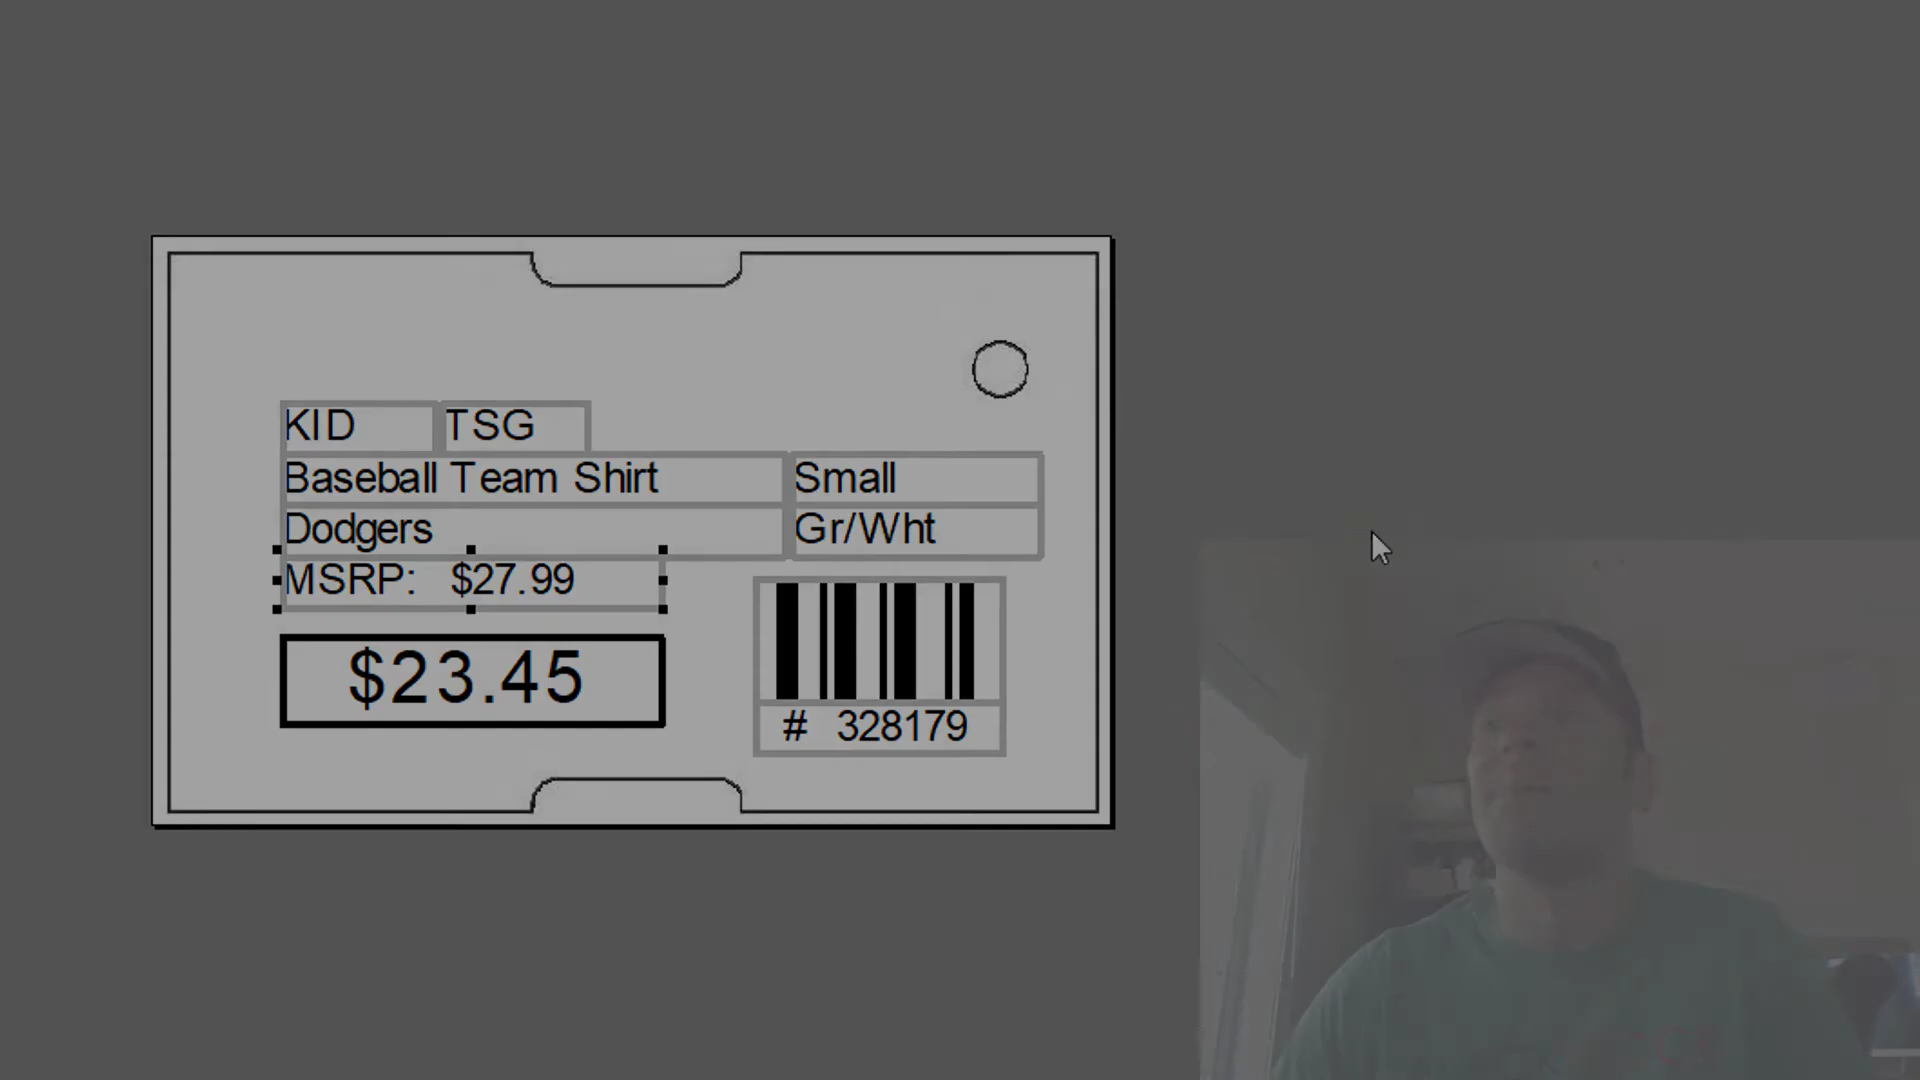 KID TSG
Baseball Team Shirt Small
Dodgers Gr/Wht
MSRP: $27.99
$23.45
# 328179